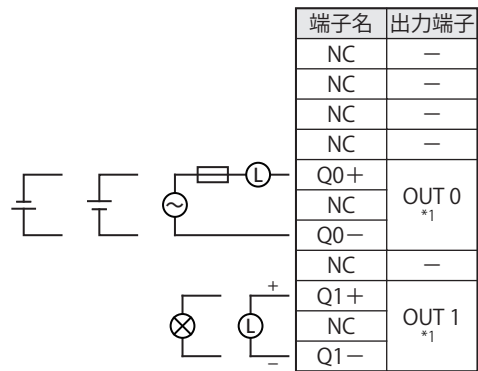 端子名 出力端子
NC －
NC －
NC －
NC －
L Q0＋
NC OUT 0
*1
Q0－
NC －
+ Q1＋
L NC OUT 1
*1
－ Q1－